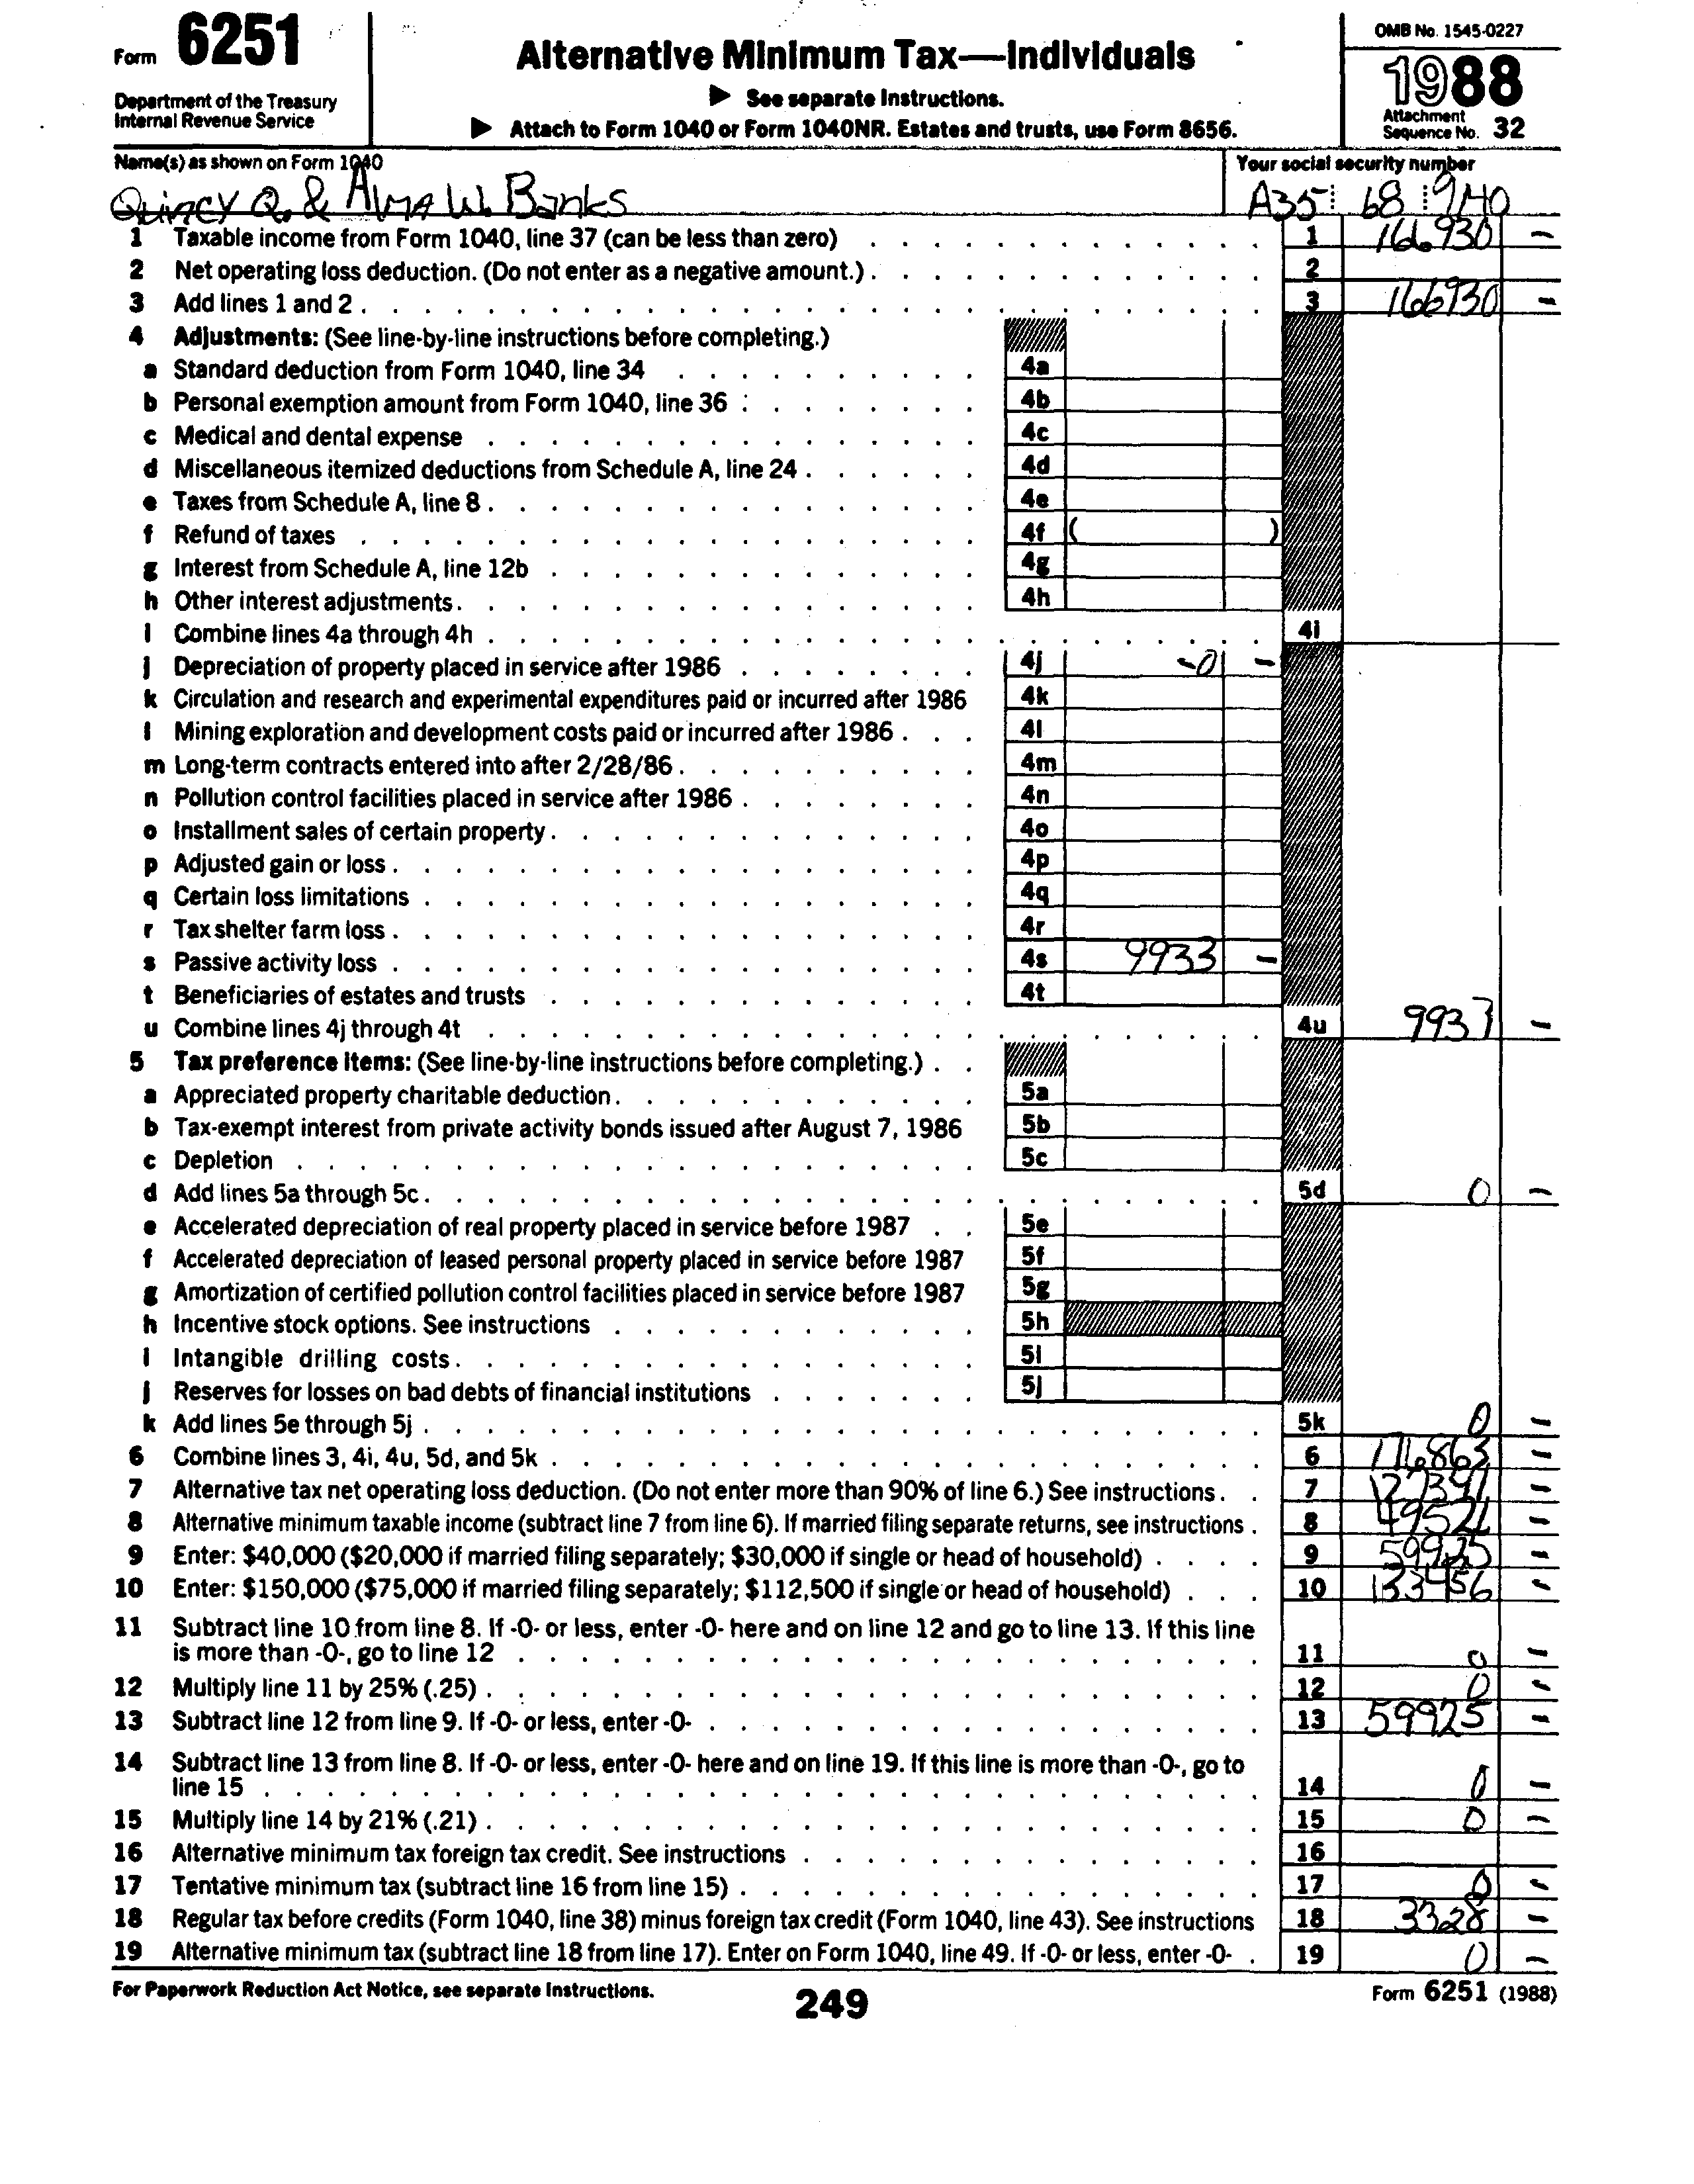 Form 6251
Department of the Treasury
Internal Revenue Service
Alternative Minimum Tax—Individuals
▶ See separate Instructions.
▶ Attach to Form 1040 or Form 1040NR. Estates and trusts, use Form 8656.
OMB No. 1545-0227
1988
Attachment
Sequence No. 32
Name(s) as shown on Form 1040
Quincy Q. & Alma W. Banks
Your social security number
A35 68 9140
1 Taxable income from Form 1040, line 37 (can be less than zero) 1 166930 -
2 Net operating loss deduction. (Do not enter as a negative amount.) 2
3 Add lines 1 and 2 3 166930 -
4 Adjustments: (See line-by-line instructions before completing.)
a Standard deduction from Form 1040, line 34 4a
b Personal exemption amount from Form 1040, line 36 4b
c Medical and dental expense 4c
d Miscellaneous itemized deductions from Schedule A, line 24 4d
e Taxes from Schedule A, line 8 4e
f Refund of taxes 4f ( )
g Interest from Schedule A, line 12b 4g
h Other interest adjustments 4h
i Combine lines 4a through 4h 4i
j Depreciation of property placed in service after 1986 4j -0 -
k Circulation and research and experimental expenditures paid or incurred after 1986 4k
l Mining exploration and development costs paid or incurred after 1986 4l
m Long-term contracts entered into after 2/28/86 4m
n Pollution control facilities placed in service after 1986 4n
o Installment sales of certain property 4o
p Adjusted gain or loss 4p
q Certain loss limitations 4q
r Tax shelter farm loss 4r
s Passive activity loss 4s 9933 -
t Beneficiaries of estates and trusts 4t
u Combine lines 4j through 4t 4u 9933 -
5 Tax preference items: (See line-by-line instructions before completing.)
a Appreciated property charitable deduction 5a
b Tax-exempt interest from private activity bonds issued after August 7, 1986 5b
c Depletion 5c
d Add lines 5a through 5c 5d 0 -
e Accelerated depreciation of real property placed in service before 1987 5e
f Accelerated depreciation of leased personal property placed in service before 1987 5f
g Amortization of certified pollution control facilities placed in service before 1987 5g
h Incentive stock options. See instructions 5h
i Intangible drilling costs 5i
j Reserves for losses on bad debts of financial institutions 5j
k Add lines 5e through 5j 5k 0 -
6 Combine lines 3, 4i, 4u, 5d, and 5k 6 176863 -
7 Alternative tax net operating loss deduction. (Do not enter more than 90% of line 6.) See instructions 7 127341 -
8 Alternative minimum taxable income (subtract line 7 from line 6). If married filing separate returns, see instructions 8 49522 -
9 Enter: $40,000 ($20,000 if married filing separately; $30,000 if single or head of household) 9 59925 -
10 Enter: $150,000 ($75,000 if married filing separately; $112,500 if single or head of household) 10 133456 -
11 Subtract line 10 from line 8. If -0- or less, enter -0- here and on line 12 and go to line 13. If this line
is more than -0-, go to line 12 11 0 -
12 Multiply line 11 by 25% (.25) 12 0 -
13 Subtract line 12 from line 9. If -0- or less, enter -0- 13 59925 -
14 Subtract line 13 from line 8. If -0- or less, enter -0- here and on line 19. If this line is more than -0-, go to
line 15 14 0 -
15 Multiply line 14 by 21% (.21) 15 0 -
16 Alternative minimum tax foreign tax credit. See instructions 16
17 Tentative minimum tax (subtract line 16 from line 15) 17 0 -
18 Regular tax before credits (Form 1040, line 38) minus foreign tax credit (Form 1040, line 43). See instructions 18 3328 -
19 Alternative minimum tax (subtract line 18 from line 17). Enter on Form 1040, line 49. If -0- or less, enter -0- 19 0 -
For Paperwork Reduction Act Notice, see separate Instructions.
249
Form 6251 (1988)